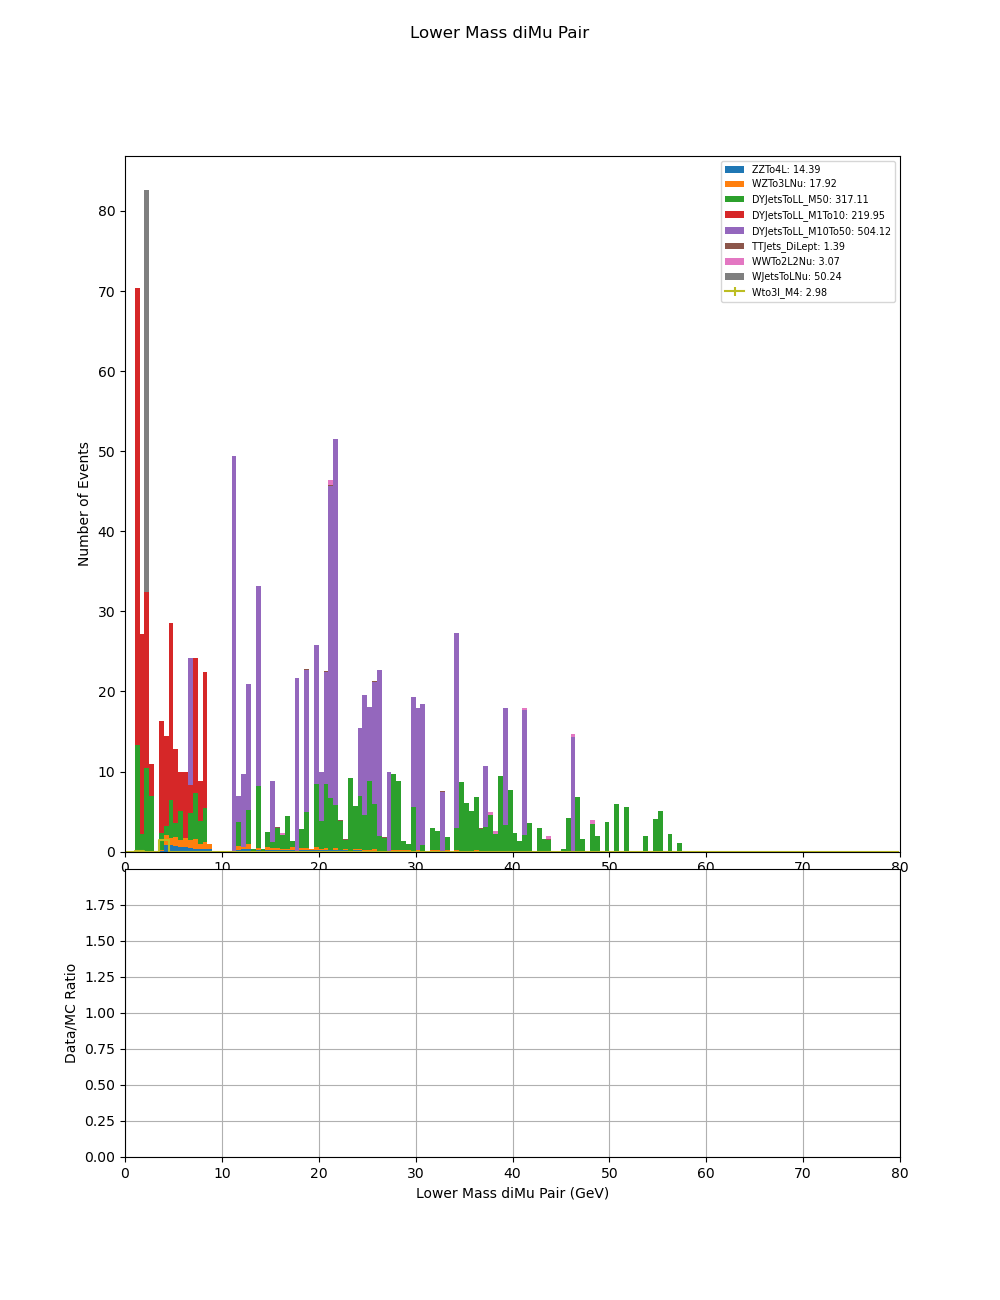 Lower Mass diMu Pair
ZZTo4L: 14.39
WZTo3LNu: 17.92
DYJetsToLL_M50: 317.11
DYJetsToLL_M1To10: 219.95
DYJetsToLL_M10To50: 504.12
TTJets_DiLept: 1.39
WWTo2L2Nu: 3.07
WJetsToLNu: 50.24
Wto3l_M4: 2.98
80
70
60
50
40
30
20
10
0
Number of Events
0 10 20 30 40 50 60 70 80
1.75
1.50
1.25
1.00
0.75
0.50
0.25
0.00
Data/MC Ratio
0 10 20 30 40 50 60 70 80
Lower Mass diMu Pair (GeV)